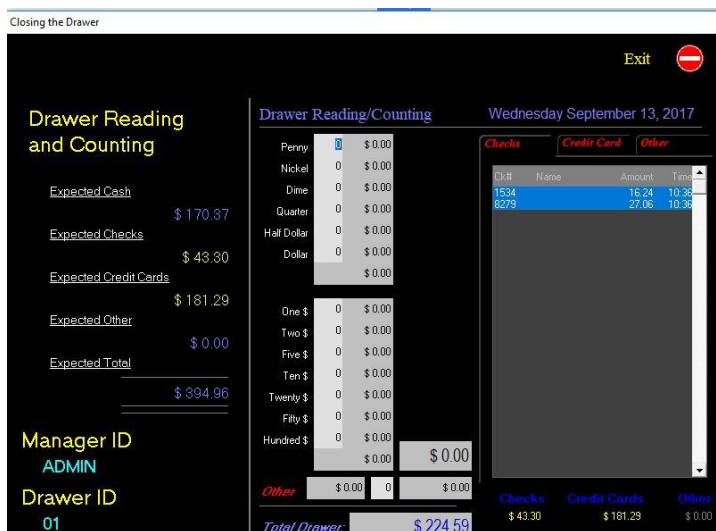 Closing the Drawer
Exit
Drawer Reading
and Counting
Expected Cash
$ 170.37
Expected Checks
$ 43.30
Expected Credit Cards
$ 181.29
Expected Other
$ 0.00
Expected Total
$ 394.96
Manager ID
ADMIN
Drawer ID
01
Drawer Reading/Counting
Penny 0 $ 0.00
Nickel 0 $ 0.00
Dime 0 $ 0.00
Quarter 0 $ 0.00
Half Dollar 0 $ 0.00
Dollar 0 $ 0.00
$ 0.00
One $ 0 $ 0.00
Two $ 0 $ 0.00
Five $ 0 $ 0.00
Ten $ 0 $ 0.00
Twenty $ 0 $ 0.00
Fifty $ 0 $ 0.00
Hundred $ 0 $ 0.00
$ 0.00 $ 0.00
Other $ 0.00 0 $ 0.00
Total Drawer: $ 224.59
Wednesday September 13, 2017
Checks Credit Card Other
Ck# Name Amount Time
1534 16.24 10:36
8279 27.06 10:36
Checks Credit Cards Other
$ 43.30 $ 181.29 $ 0.00